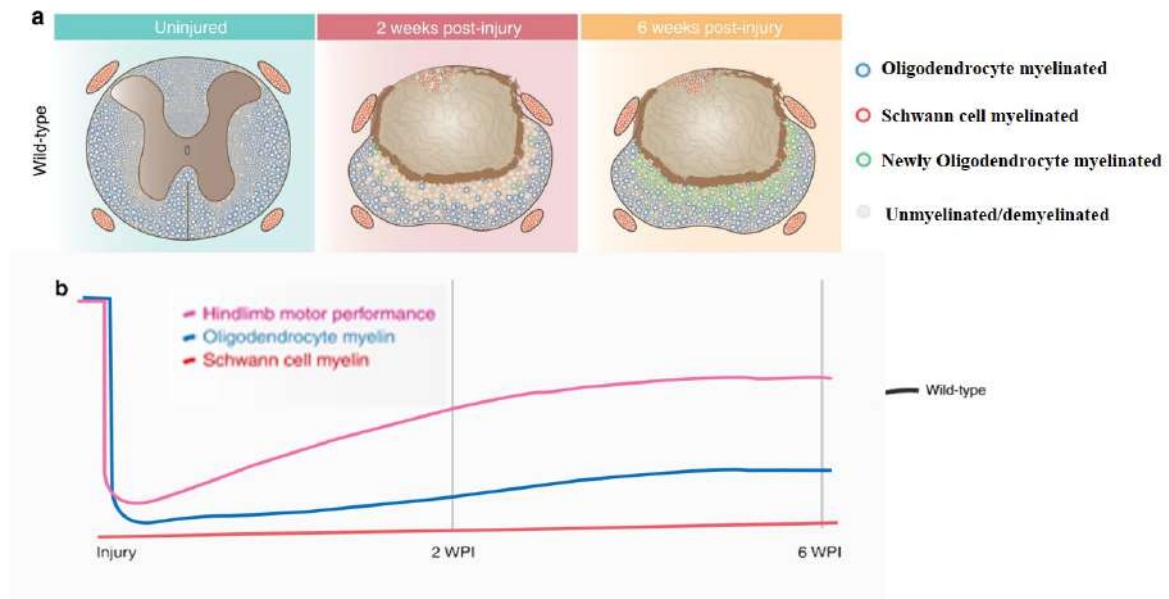 a
Uninjured
2 weeks post-injury
6 weeks post-injury
Wild-type
Oligodendrocyte myelinated
Schwann cell myelinated
Newly Oligodendrocyte myelinated
Unmyelinated/demyelinated
b
Hindlimb motor performance
Oligodendrocyte myelin
Schwann cell myelin
Wild-type
Injury
2 WPI
6 WPI